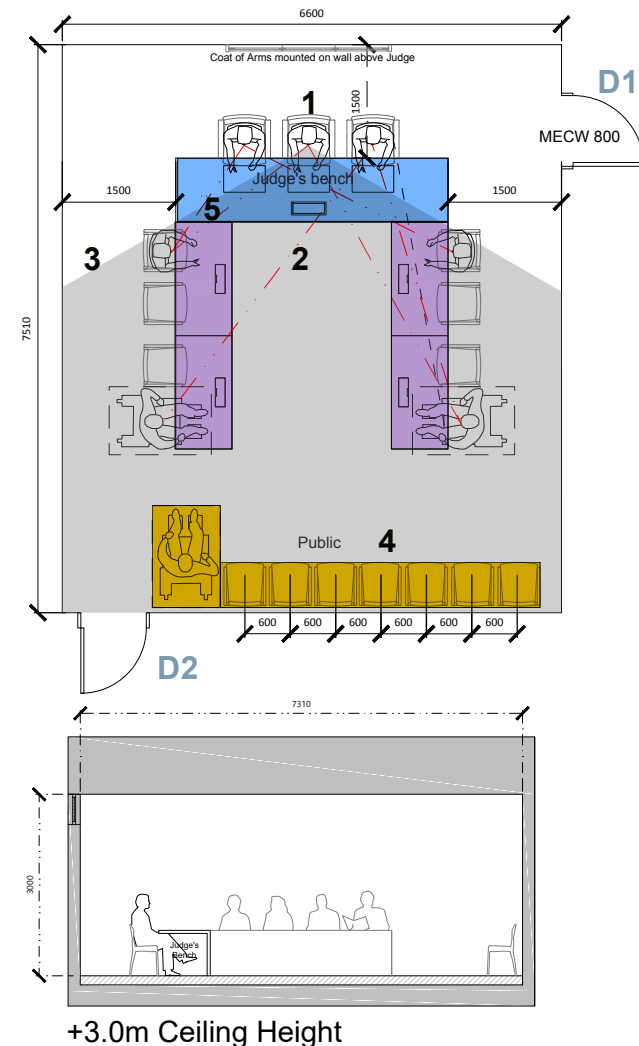 6600
Coat of Arms mounted on wall above Judge
D1
1500
1
MECW 800
Judge's bench
1500
1500
5
3
2
7510
Public
4
600
600
600
600
600
600
D2
7310
3000
Judge's
Bench
+3.0m Ceiling Height